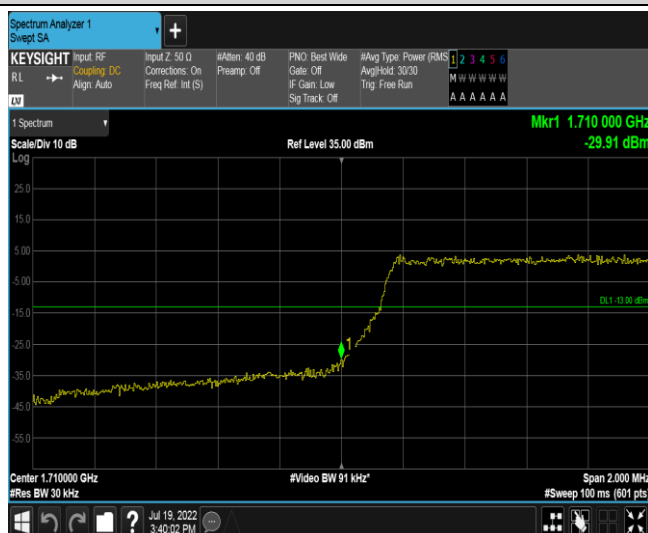 Spectrum Analyzer 1
Swept SA
+
KEYSIGHT
RL
LXI
Input: RF
Coupling: DC
Align: Auto
Input Z: 50 Ω
Corrections: On
Freq Ref: Int (S)
#Atten: 40 dB
Preamp: Off
PNO: Best Wide
Gate: Off
IF Gain: Low
Sig Track: Off
#Avg Type: Power (RMS
Avg|Hold: 30/30
Trig: Free Run
1 2 3 4 5 6
M W W W W W
A A A A A A
1 Spectrum
Mkr1 1.710 000 GHz
Scale/Div 10 dB
Ref Level 35.00 dBm
-29.91 dBm
Log
25.0
15.0
5.00
-5.00
DL1 -13.00 dBm
-15.0
1
-25.0
-35.0
-45.0
-55.0
Center 1.710000 GHz
#Video BW 91 kHz*
Span 2.000 MHz
#Res BW 30 kHz
#Sweep 100 ms (601 pts)
?
Jul 19, 2022
3:40:02 PM